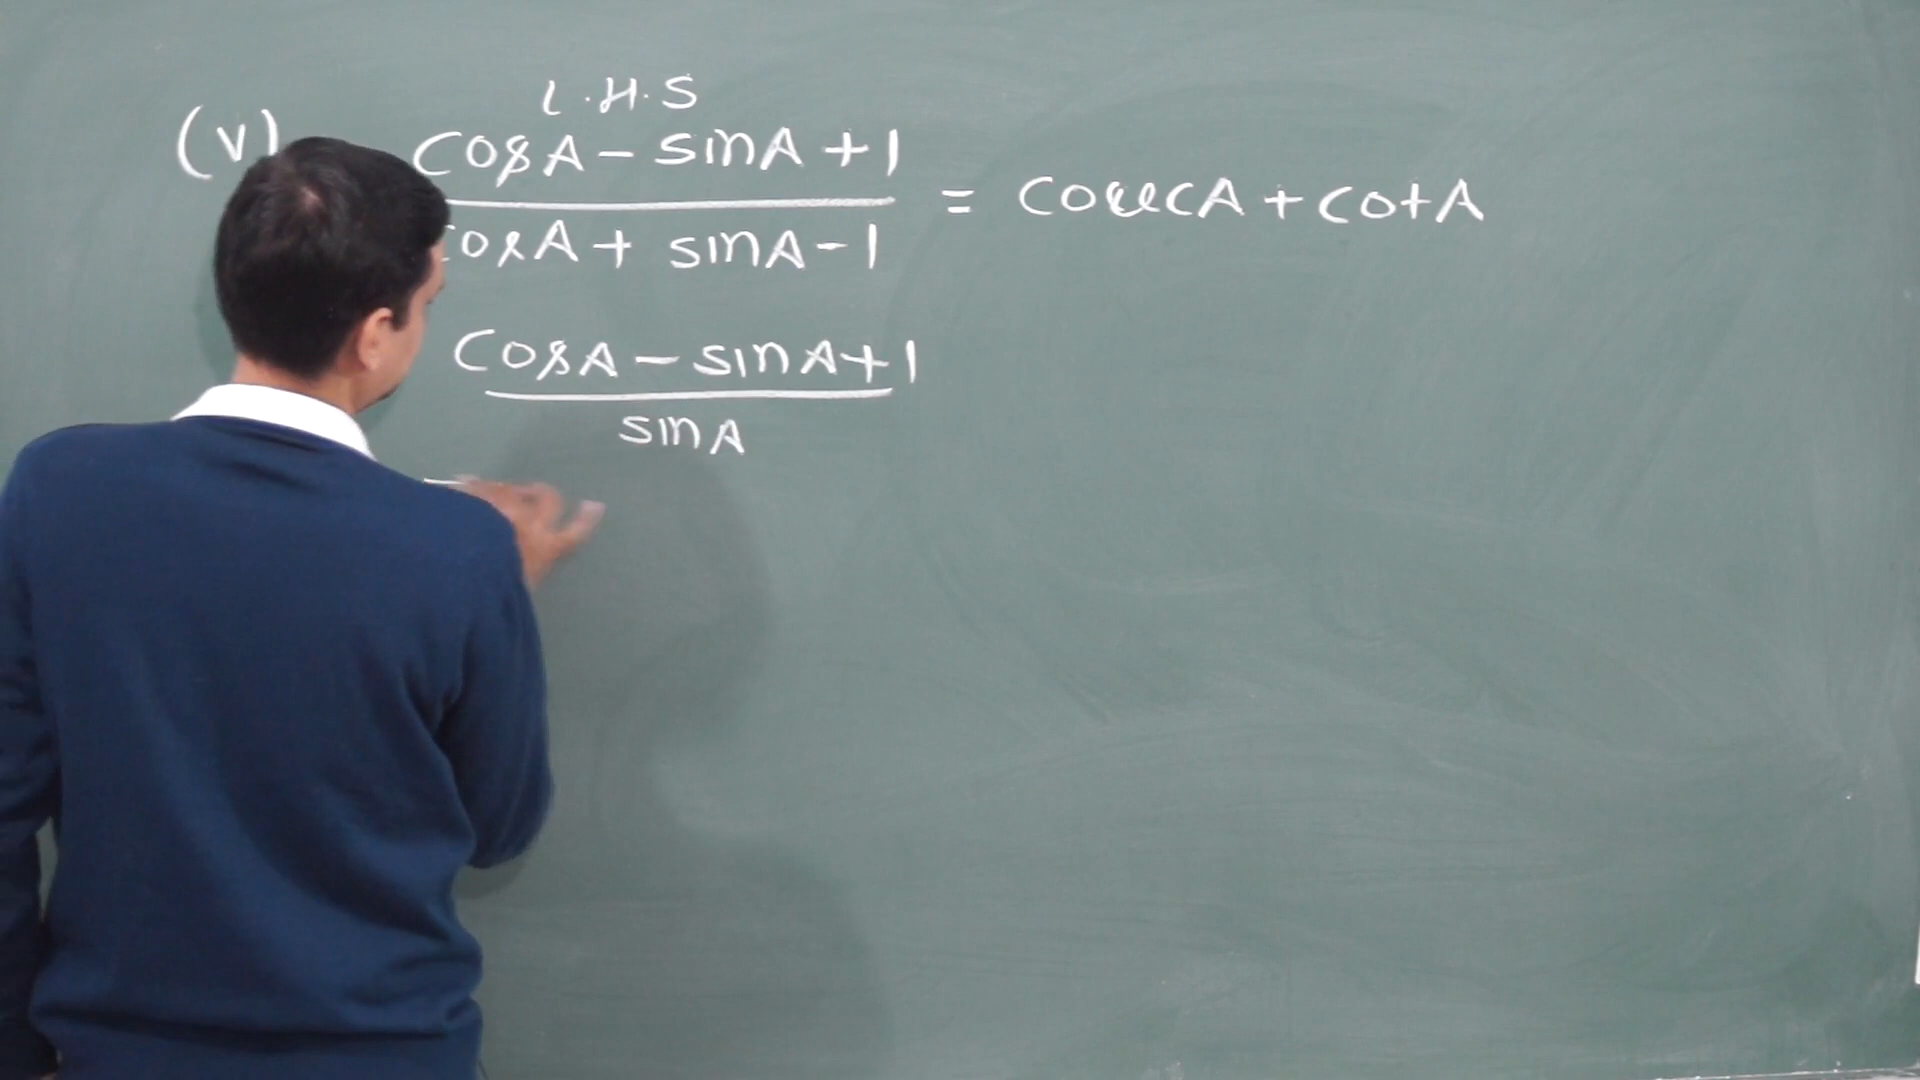 L.H.S
(v) cosA - sinA + 1
cosA + sinA - 1
= cosecA + cotA
cosA - sinA + 1
sinA